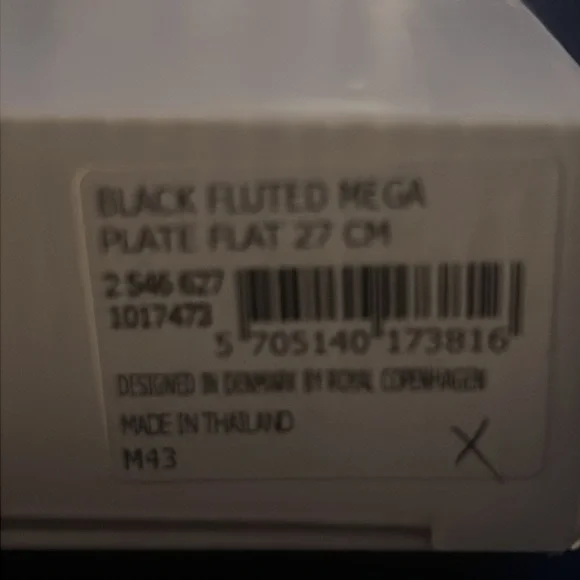 BLACK FLUTED MEGA
PLATE FLAT 27 CM
2 546 627
1017473
5 705140 173816
DESIGNED IN DENMARK BY ROYAL COPENHAGEN
MADE IN THAILAND
M43
X